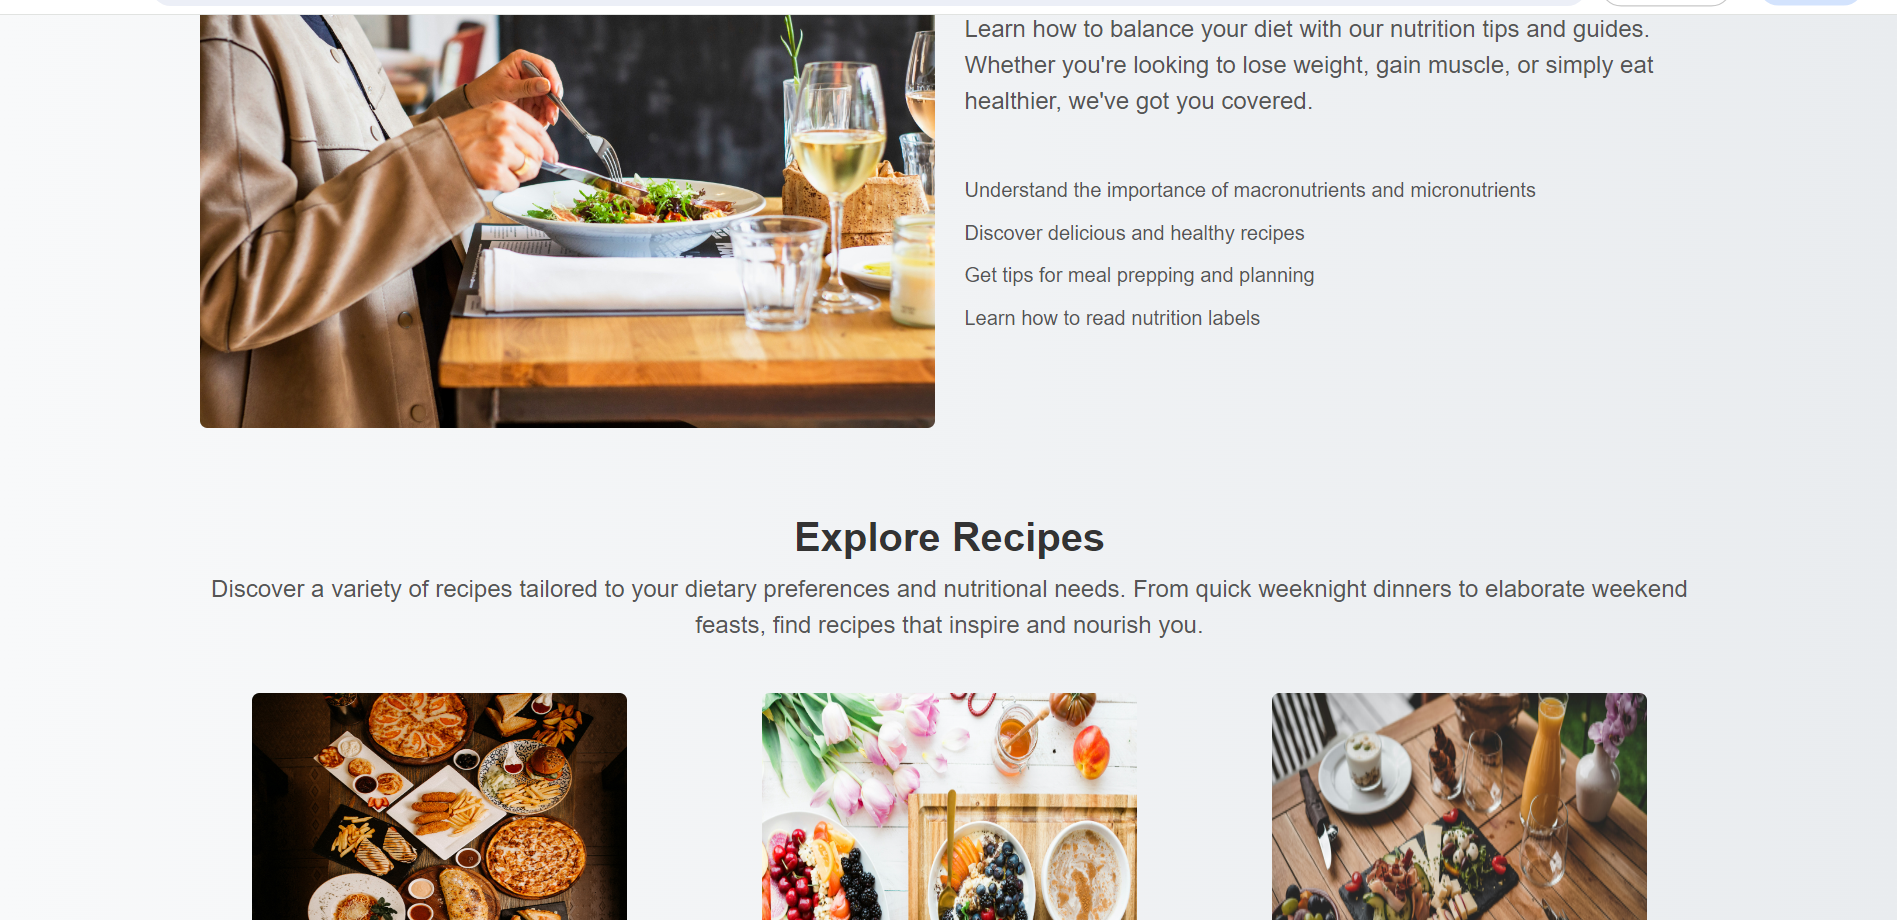 Learn how to balance your diet with our nutrition tips and guides.
Whether you're looking to lose weight, gain muscle, or simply eat
healthier, we've got you covered.
Understand the importance of macronutrients and micronutrients
Discover delicious and healthy recipes
Get tips for meal prepping and planning
Learn how to read nutrition labels
Explore Recipes
Discover a variety of recipes tailored to your dietary preferences and nutritional needs. From quick weeknight dinners to elaborate weekend
feasts, find recipes that inspire and nourish you.